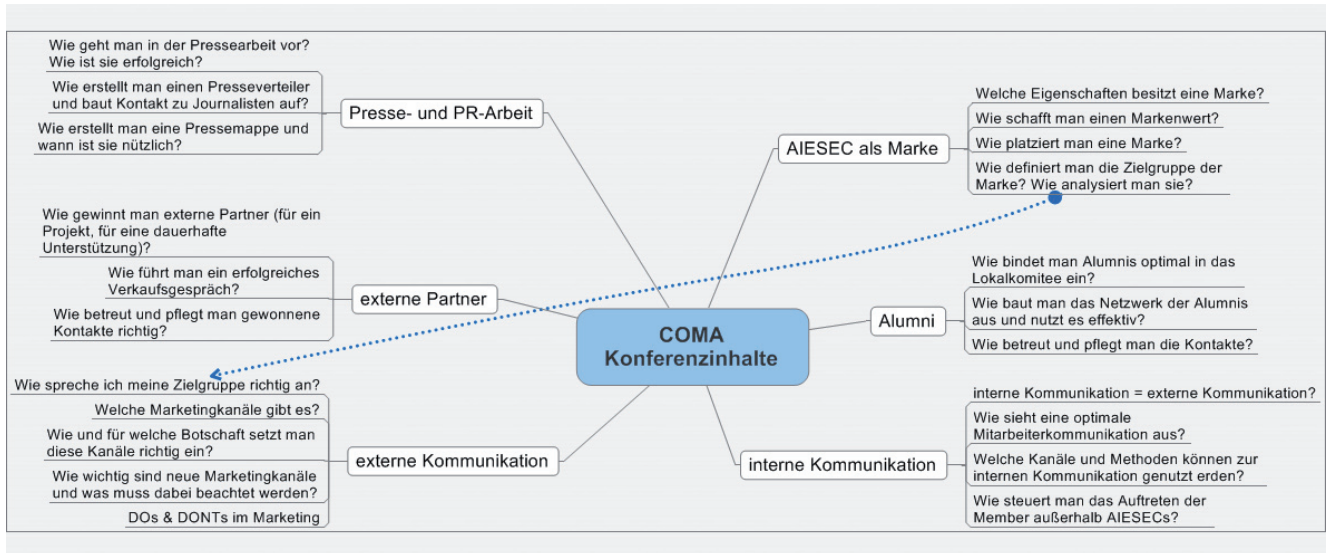 Wie geht man in der Pressearbeit vor?
Wie ist sie erfolgreich?
Wie erstellt man einen Presseverteiler
und baut Kontakt zu Journalisten auf?
Wie erstellt man eine Pressemappe und
wann ist sie nützlich?
Presse- und PR-Arbeit
Wie gewinnt man externe Partner (für ein
Projekt, für eine dauerhafte
Unterstützung)?
Wie führt man ein erfolgreiches
Verkaufsgespräch?
Wie betreut und pflegt man gewonnene
Kontakte richtig?
externe Partner
Wie spreche ich meine Zielgruppe richtig an?
Welche Marketingkanäle gibt es?
Wie und für welche Botschaft setzt man
diese Kanäle richtig ein?
Wie wichtig sind neue Marketingkanäle
und was muss dabei beachtet werden?
DOs & DONTs im Marketing
externe Kommunikation
COMA
Konferenzinhalte
AIESEC als Marke
Welche Eigenschaften besitzt eine Marke?
Wie schafft man einen Markenwert?
Wie platziert man eine Marke?
Wie definiert man die Zielgruppe der
Marke? Wie analysiert man sie?
Alumni
Wie bindet man Alumnis optimal in das
Lokalkomitee ein?
Wie baut man das Netzwerk der Alumnis
aus und nutzt es effektiv?
Wie betreut und pflegt man die Kontakte?
interne Kommunikation
interne Kommunikation = externe Kommunikation?
Wie sieht eine optimale
Mitarbeiterkommunikation aus?
Welche Kanäle und Methoden können zur
internen Kommunikation genutzt erden?
Wie steuert man das Auftreten der
Member außerhalb AIESECs?